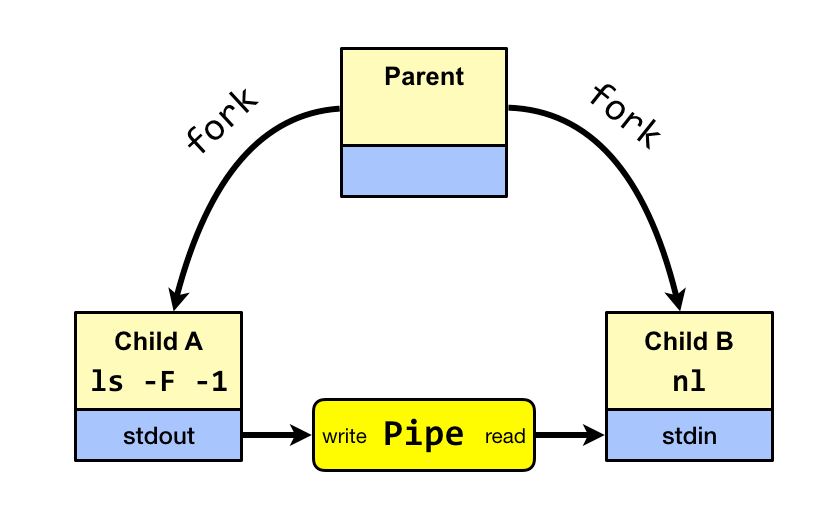 Parent
fork
fork
Child A
ls -F -1
stdout
write Pipe read
Child B
nl
stdin